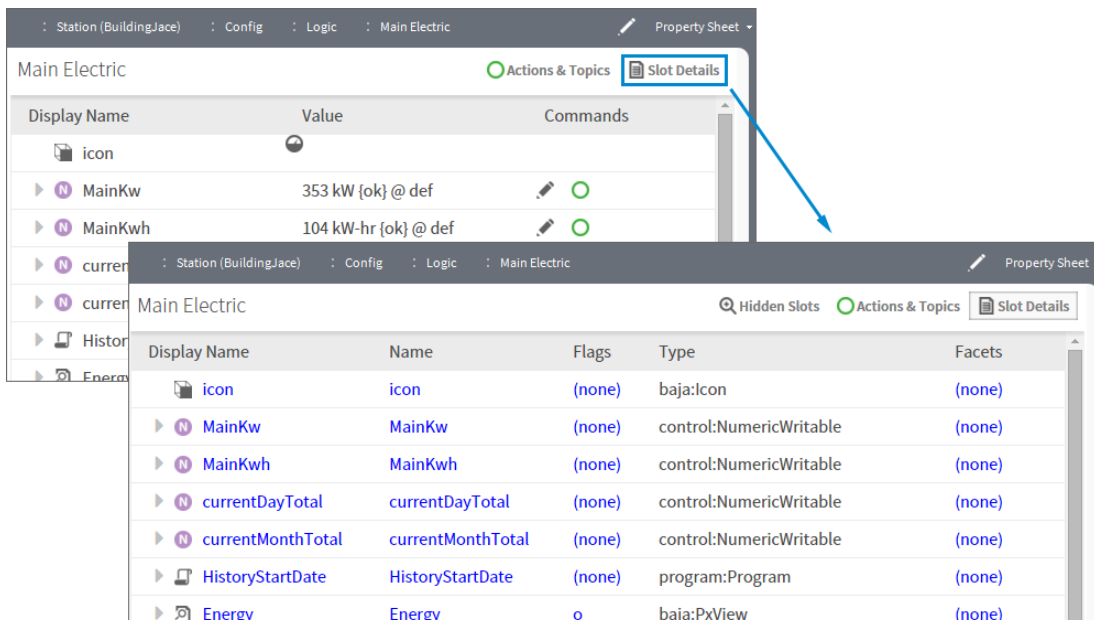 : Station (BuildingJace) : Config : Logic : Main Electric Property Sheet
Main Electric Actions & Topics Slot Details
Display Name Value Commands
icon
N MainKw 353 kW {ok} @ def
N MainKwh 104 kW-hr {ok} @ def
N curren
N curren
Histor
Energy
: Station (BuildingJace) : Config : Logic : Main Electric Property Sheet
Main Electric Hidden Slots Actions & Topics Slot Details
Display Name Name Flags Type Facets
icon icon (none) baja:Icon (none)
N MainKw MainKw (none) control:NumericWritable (none)
N MainKwh MainKwh (none) control:NumericWritable (none)
N currentDayTotal currentDayTotal (none) control:NumericWritable (none)
N currentMonthTotal currentMonthTotal (none) control:NumericWritable (none)
HistoryStartDate HistoryStartDate (none) program:Program (none)
Energy Energy o baja:PxView (none)